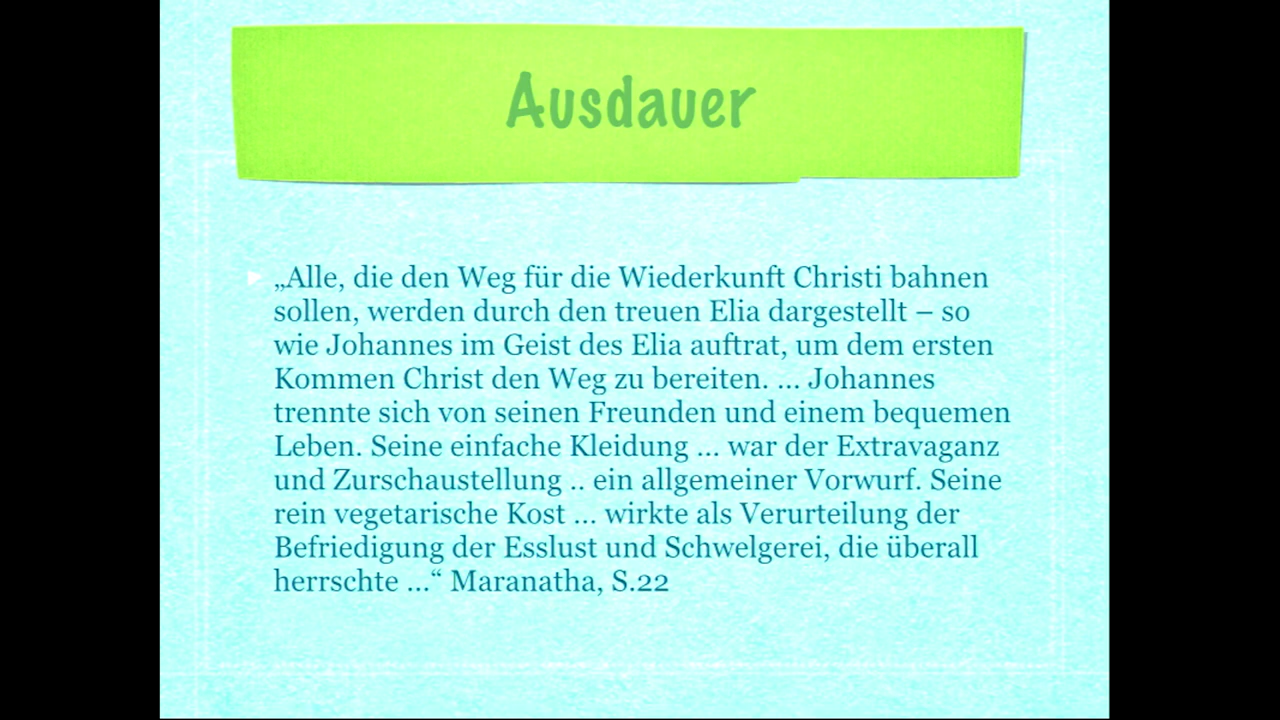 Ausdauer
„Alle, die den Weg für die Wiederkunft Christi bahnen
sollen, werden durch den treuen Elia dargestellt – so
wie Johannes im Geist des Elia auftrat, um dem ersten
Kommen Christ den Weg zu bereiten. ... Johannes
trennte sich von seinen Freunden und einem bequemen
Leben. Seine einfache Kleidung ... war der Extravaganz
und Zurschaustellung .. ein allgemeiner Vorwurf. Seine
rein vegetarische Kost ... wirkte als Verurteilung der
Befriedigung der Esslust und Schwelgerei, die überall
herrschte ...“ Maranatha, S.22